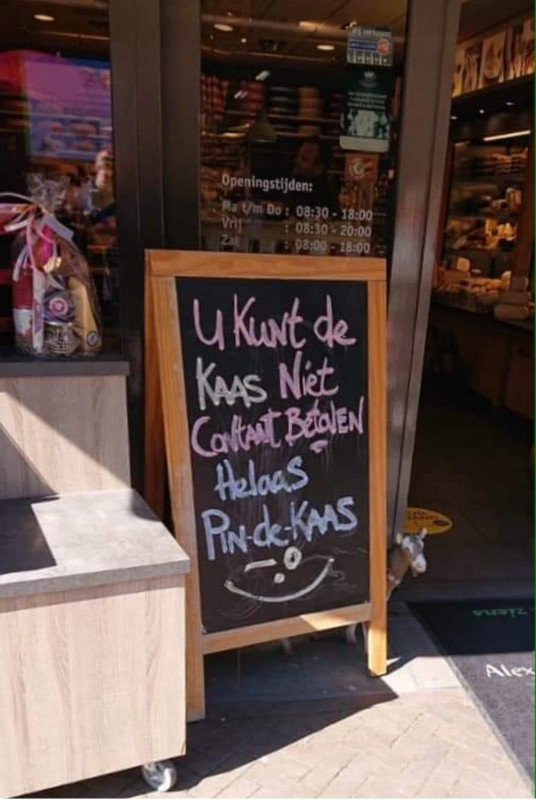 Openingstijden:
Ma t/m Do : 08:30 - 18:00
Vrij : 08:30 - 20:00
Zat : 08:00 - 18:00
U KUNT de
KAAS Niet
CONTANT BETALEN
Helaas
PIN-de-KAAS
Alex